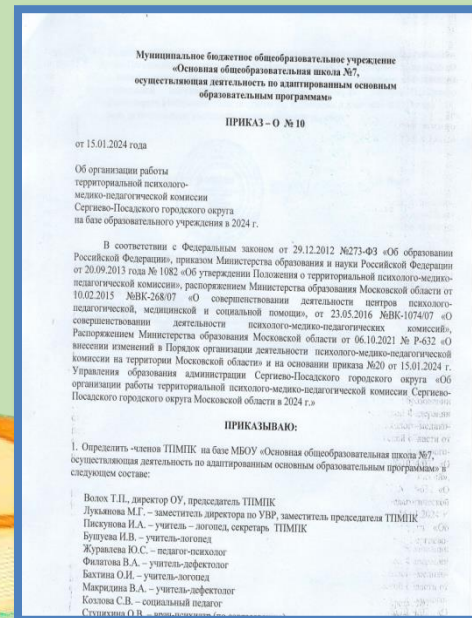 Муниципальное бюджетное общеобразовательное учреждение
«Основная общеобразовательная школа №7,
осуществляющая деятельность по адаптированным основным
образовательным программам»
ПРИКАЗ – О № 10
от 15.01.2024 года
Об организации работы
территориальной психолого-
медико-педагогической комиссии
Сергиево-Посадского городского округа
на базе образовательного учреждения в 2024 г.
В соответствии с Федеральным законом от 29.12.2012 №273-ФЗ «Об образовании
Российской Федерации», приказом Министерства образования и науки Российской Федерации
от 20.09.2013 года № 1082 «Об утверждении Положения о территориальной психолого-медико-
педагогической комиссии», распоряжением Министерства образования Московской области от
10.02.2015 №ВК-268/07 «О совершенствовании деятельности центров психолого-
педагогической, медицинской и социальной помощи», от 23.05.2016 №ВК-1074/07 «О
совершенствовании деятельности психолого-медико-педагогических комиссий»,
Распоряжением Министерства образования Московской области от 06.10.2021 № Р-632 «О
внесении изменений в Порядок организации деятельности психолого-медико-педагогической
комиссии на территории Московской области» и на основании приказа №20 от 15.01.2024 г.
Управления образования администрации Сергиево-Посадского городского округа «Об
организации работы территориальной психолого-медико-педагогической комиссии Сергиево-
Посадского городского округа Московской области в 2024 г.»
ПРИКАЗЫВАЮ:
1. Определить -членов ТПМПК на базе МБОУ «Основная общеобразовательная школа №7,
осуществляющая деятельность по адаптированным основным образовательным программам» в
следующем составе:
Волох Т.П., директор ОУ, председатель ТПМПК
Лукьянова М.Г. – заместитель директора по УВР, заместитель председателя ТПМПК
Пискунова И.А. – учитель – логопед, секретарь ТПМПК
Бушуева И.В. – учитель-логопед
Журавлева Ю.С. – педагог-психолог
Филатова В.А. – учитель-дефектолог
Бахтина О.И. – учитель-логопед
Макридина В.А. – учитель-дефектолог
Козлова С.В. – социальный педагог
Ступихина О.В. – врач-психиатр